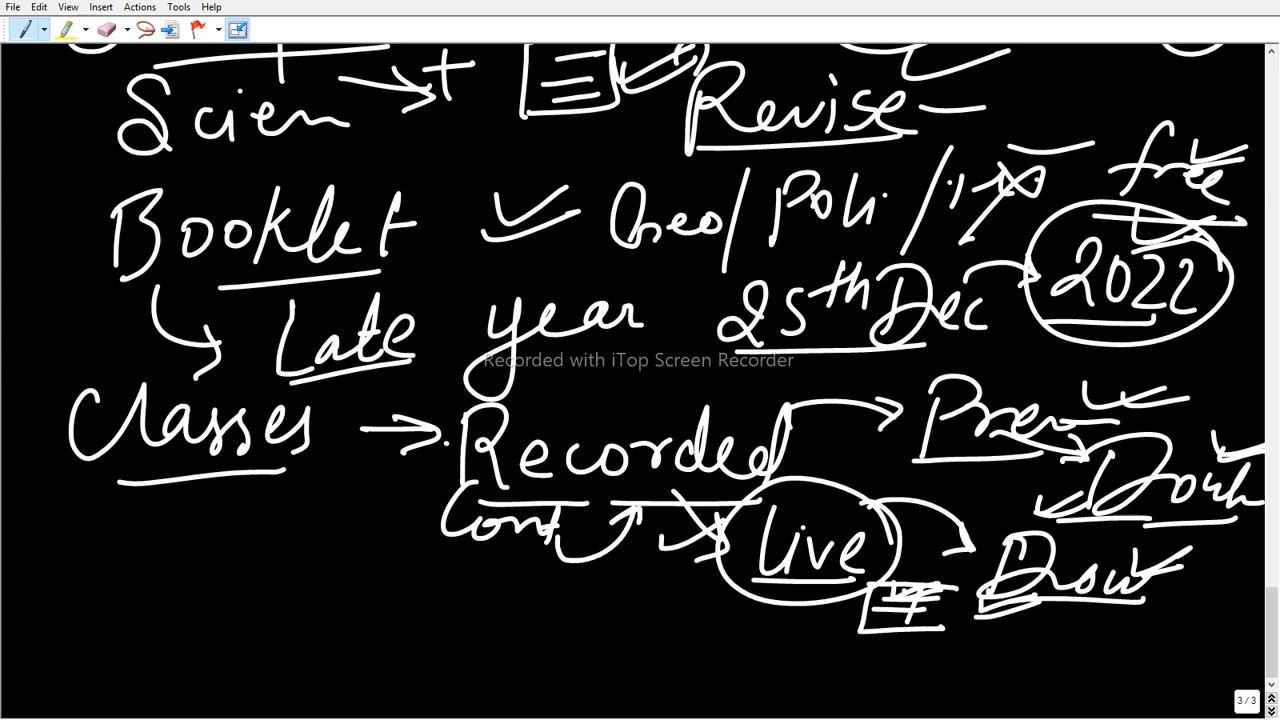 File Edit View Insert Actions Tools Help
Scien → + Revise —
free
Booklet Geo/Poli/
Late year 25th Dec 2022
Recorded with iTop Screen Recorder
Classes → Recorded
Cont live
3/3